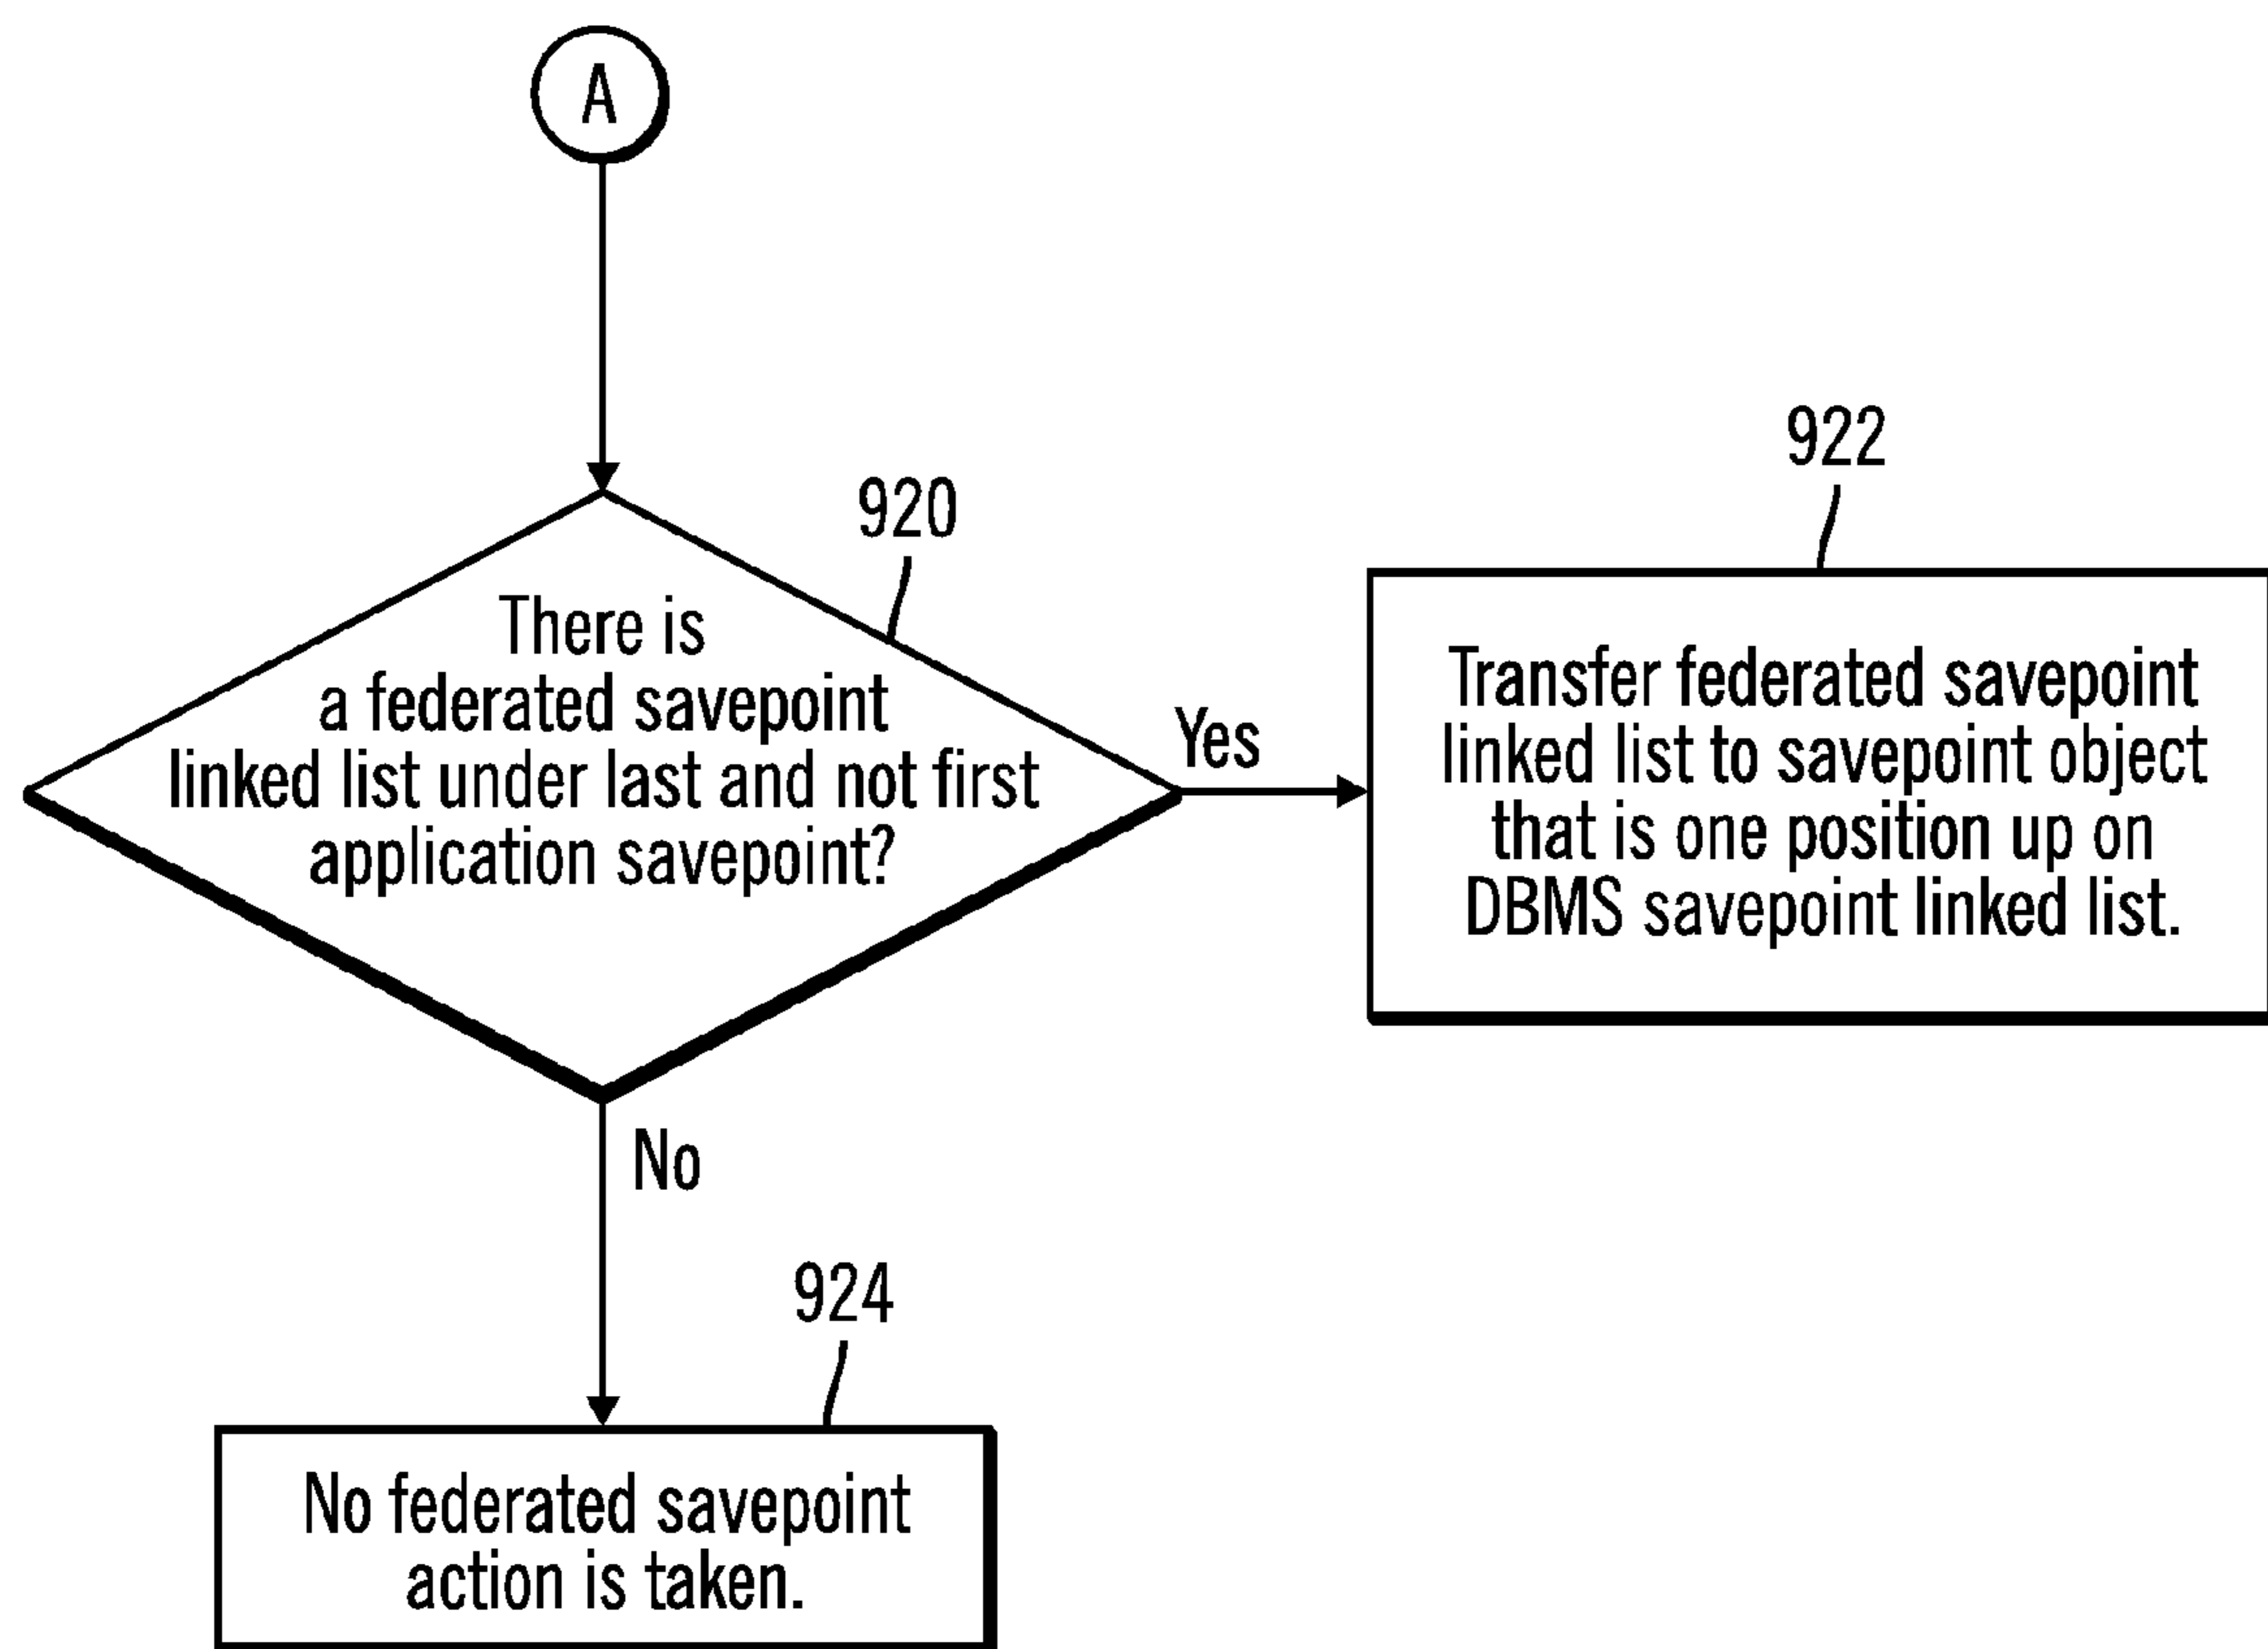 A
920
There is
a federated savepoint
linked list under last and not first
application savepoint?
Yes
922
Transfer federated savepoint
linked list to savepoint object
that is one position up on
DBMS savepoint linked list.
No
924
No federated savepoint
action is taken.